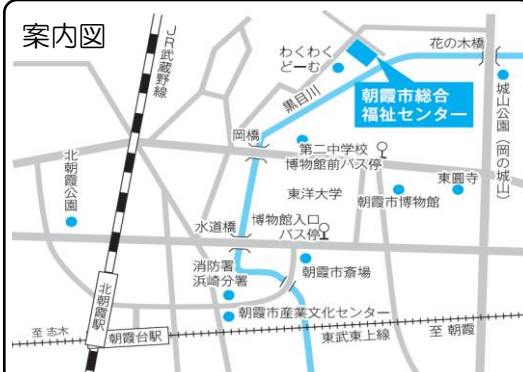 案内図
JR武蔵野線
わくわく
どーむ
花の木橋
黒目川
朝霞市総合
福祉センター
城山公園(岡の城山)
岡橋
第二中学校
博物館前バス停
北朝霞公園
東洋大学
東圓寺
朝霞市博物館
水道橋
博物館入口
バス停
消防署
浜崎分署
朝霞市斎場
北朝霞駅
朝霞市産業文化センター
至 志木
朝霞台駅
東武東上線
至 朝霞